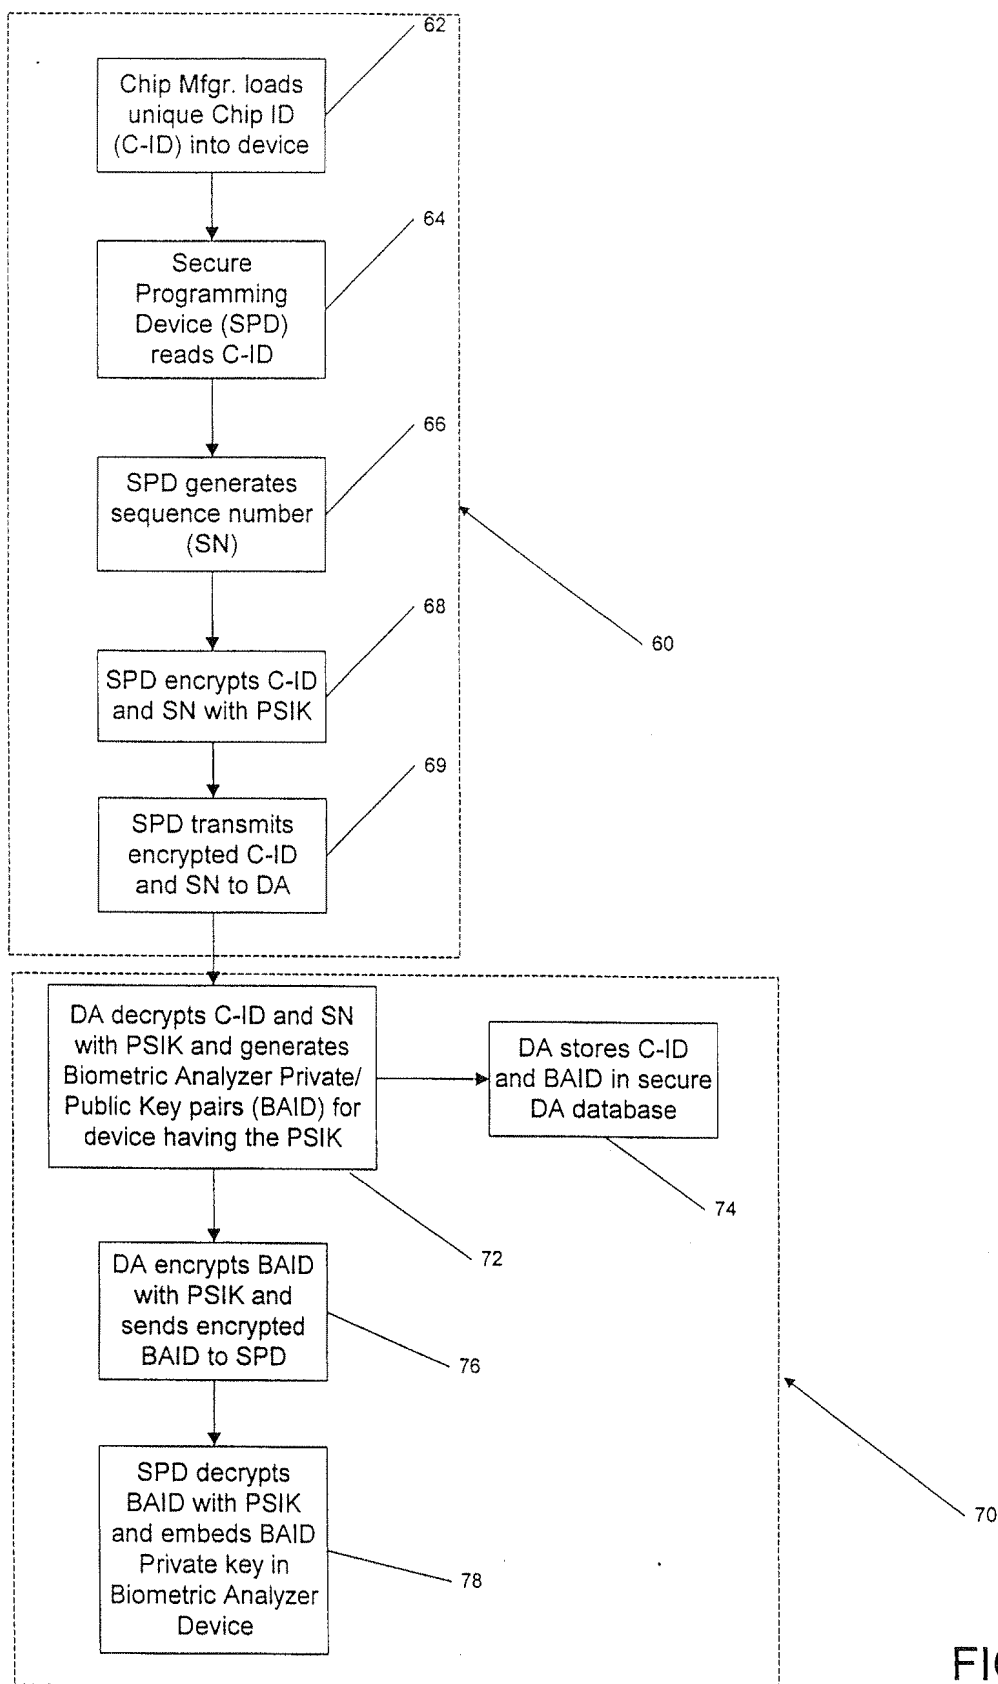 62
Chip Mfgr. loads
unique Chip ID
(C-ID) into device
64
Secure
Programming
Device (SPD)
reads C-ID
66
SPD generates
sequence number
(SN)
68
SPD encrypts C-ID
and SN with PSIK
60
69
SPD transmits
encrypted C-ID
and SN to DA
DA decrypts C-ID and SN
with PSIK and generates
Biometric Analyzer Private/
Public Key pairs (BAID) for
device having the PSIK
DA stores C-ID
and BAID in secure
DA database
74
72
DA encrypts BAID
with PSIK and
sends encrypted
BAID to SPD
76
SPD decrypts
BAID with PSIK
and embeds BAID
Private key in
Biometric Analyzer
Device
78
70